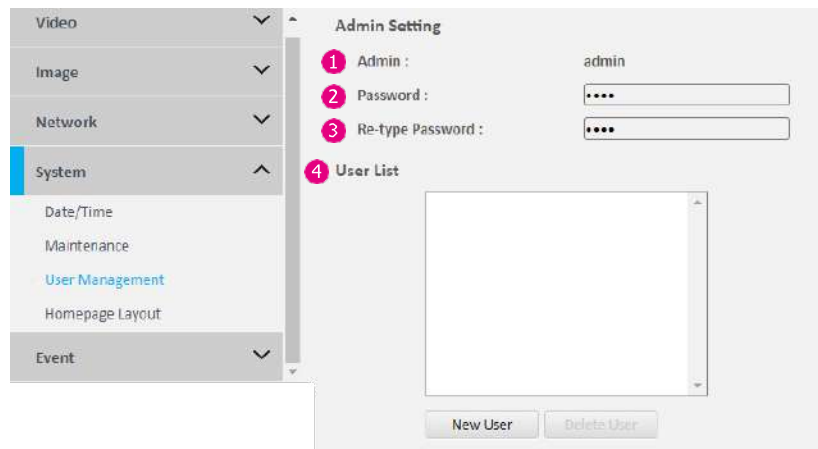 Video
Image
Network
System
Date/Time
Maintenance
User Management
Homepage Layout
Event
Admin Setting
1 Admin : admin
2 Password : ••••
3 Re-type Password : ••••
4 User List
New User Delete User